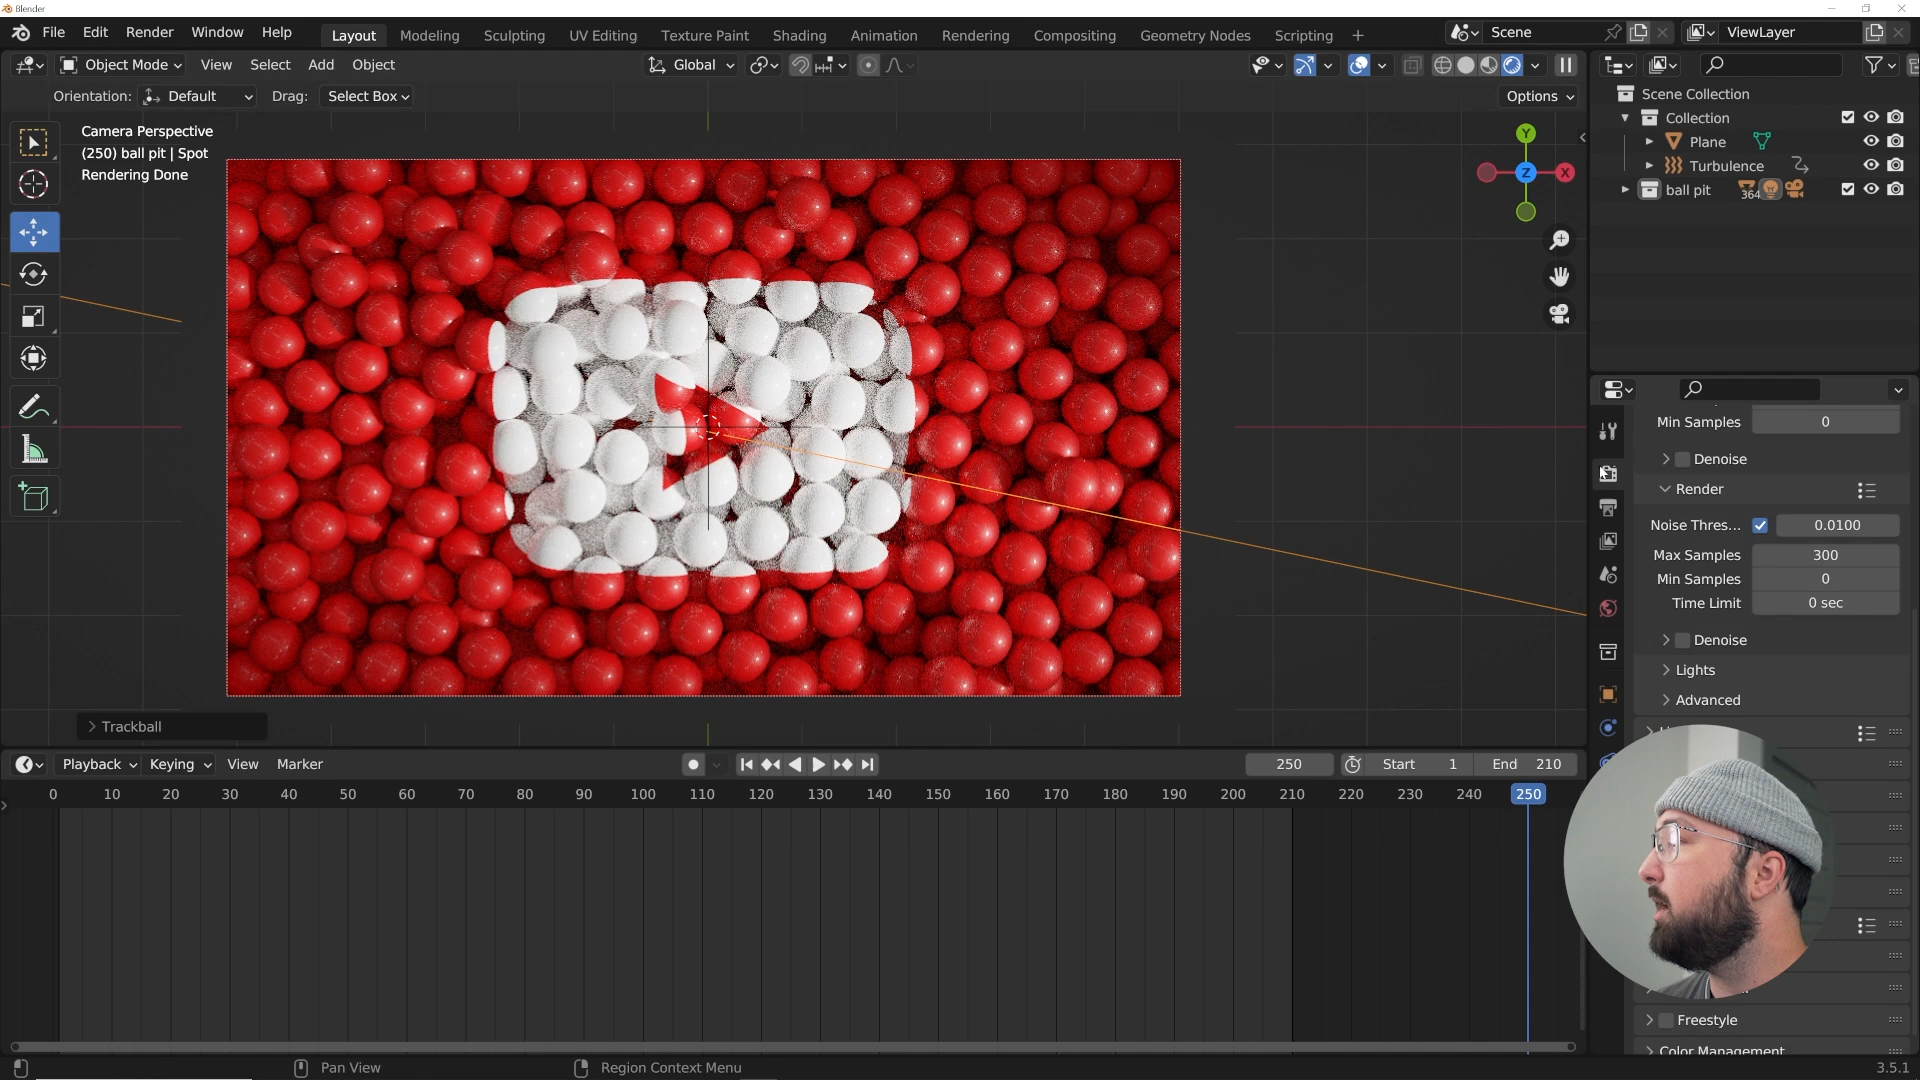 Blender
File Edit Render Window Help
Layout Modeling Sculpting UV Editing Texture Paint Shading Animation Rendering Compositing Geometry Nodes Scripting +
Scene
ViewLayer
Object Mode View Select Add Object
Global
Orientation: Default Drag: Select Box
Options
Camera Perspective
(250) ball pit | Spot
Rendering Done
Y
Z
X
Scene Collection
Collection
Plane
Turbulence
ball pit 364
Min Samples 0
Denoise
Render
Noise Thres... 0.0100
Max Samples 300
Min Samples 0
Time Limit 0 sec
Denoise
Lights
Advanced
Freestyle
Color Management
Trackball
Playback Keying View Marker
250 Start 1 End 210
0 10 20 30 40 50 60 70 80 90 100 110 120 130 140 150 160 170 180 190 200 210 220 230 240 250
Pan View
Region Context Menu
3.5.1